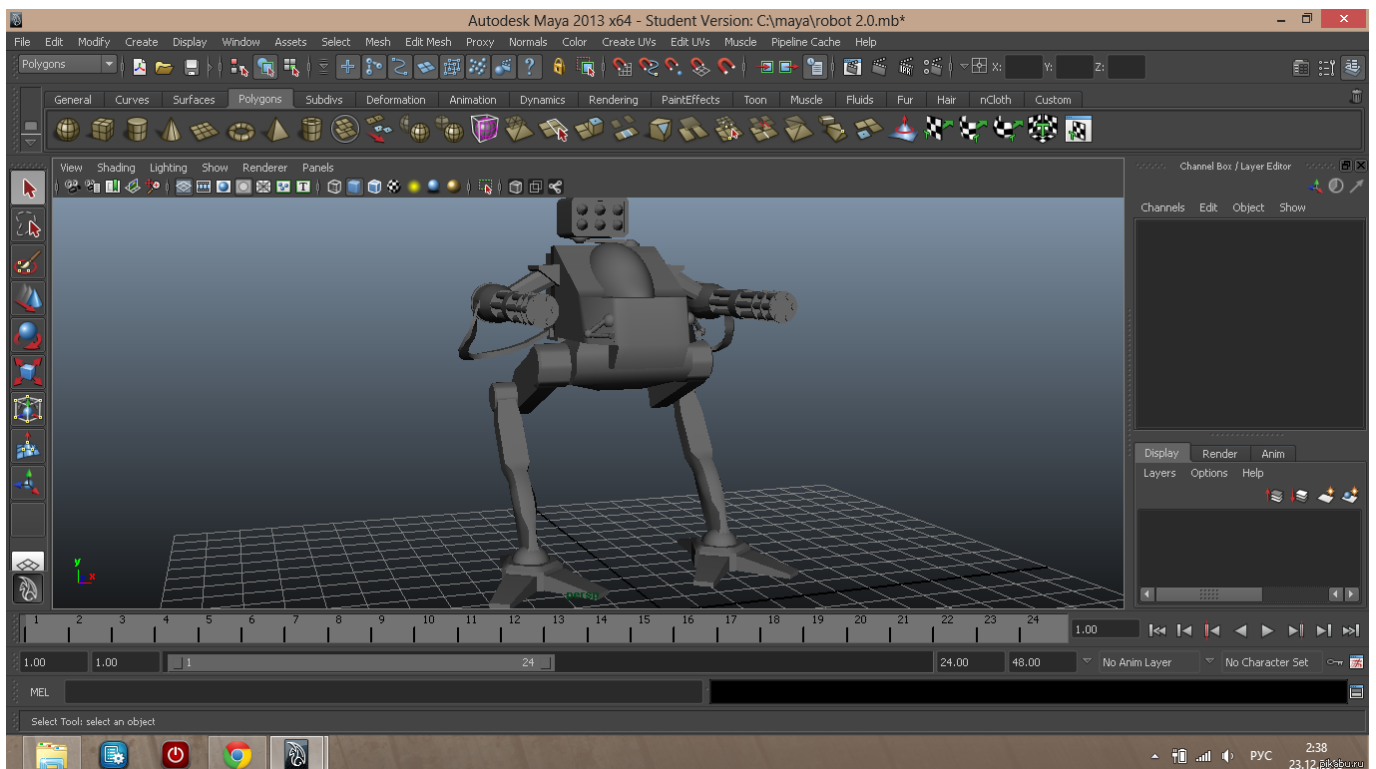 Autodesk Maya 2013 x64 - Student Version: C:\maya\robot 2.0.mb*
File Edit Modify Create Display Window Assets Select Mesh Edit Mesh Proxy Normals Color Create UVs Edit UVs Muscle Pipeline Cache Help
Polygons X: Y: Z:
General Curves Surfaces Polygons Subdivs Deformation Animation Dynamics Rendering PaintEffects Toon Muscle Fluids Fur Hair nCloth Custom
View Shading Lighting Show Renderer Panels
Channel Box / Layer Editor
Channels Edit Object Show
Display Render Anim
Layers Options Help
y
x
persp
1 2 3 4 5 6 7 8 9 10 11 12 13 14 15 16 17 18 19 20 21 22 23 24 1.00
1.00 1.00 1 24 24.00 48.00 No Anim Layer No Character Set
MEL
Select Tool: select an object
РУС 2:38
23.12. pikabu.ru